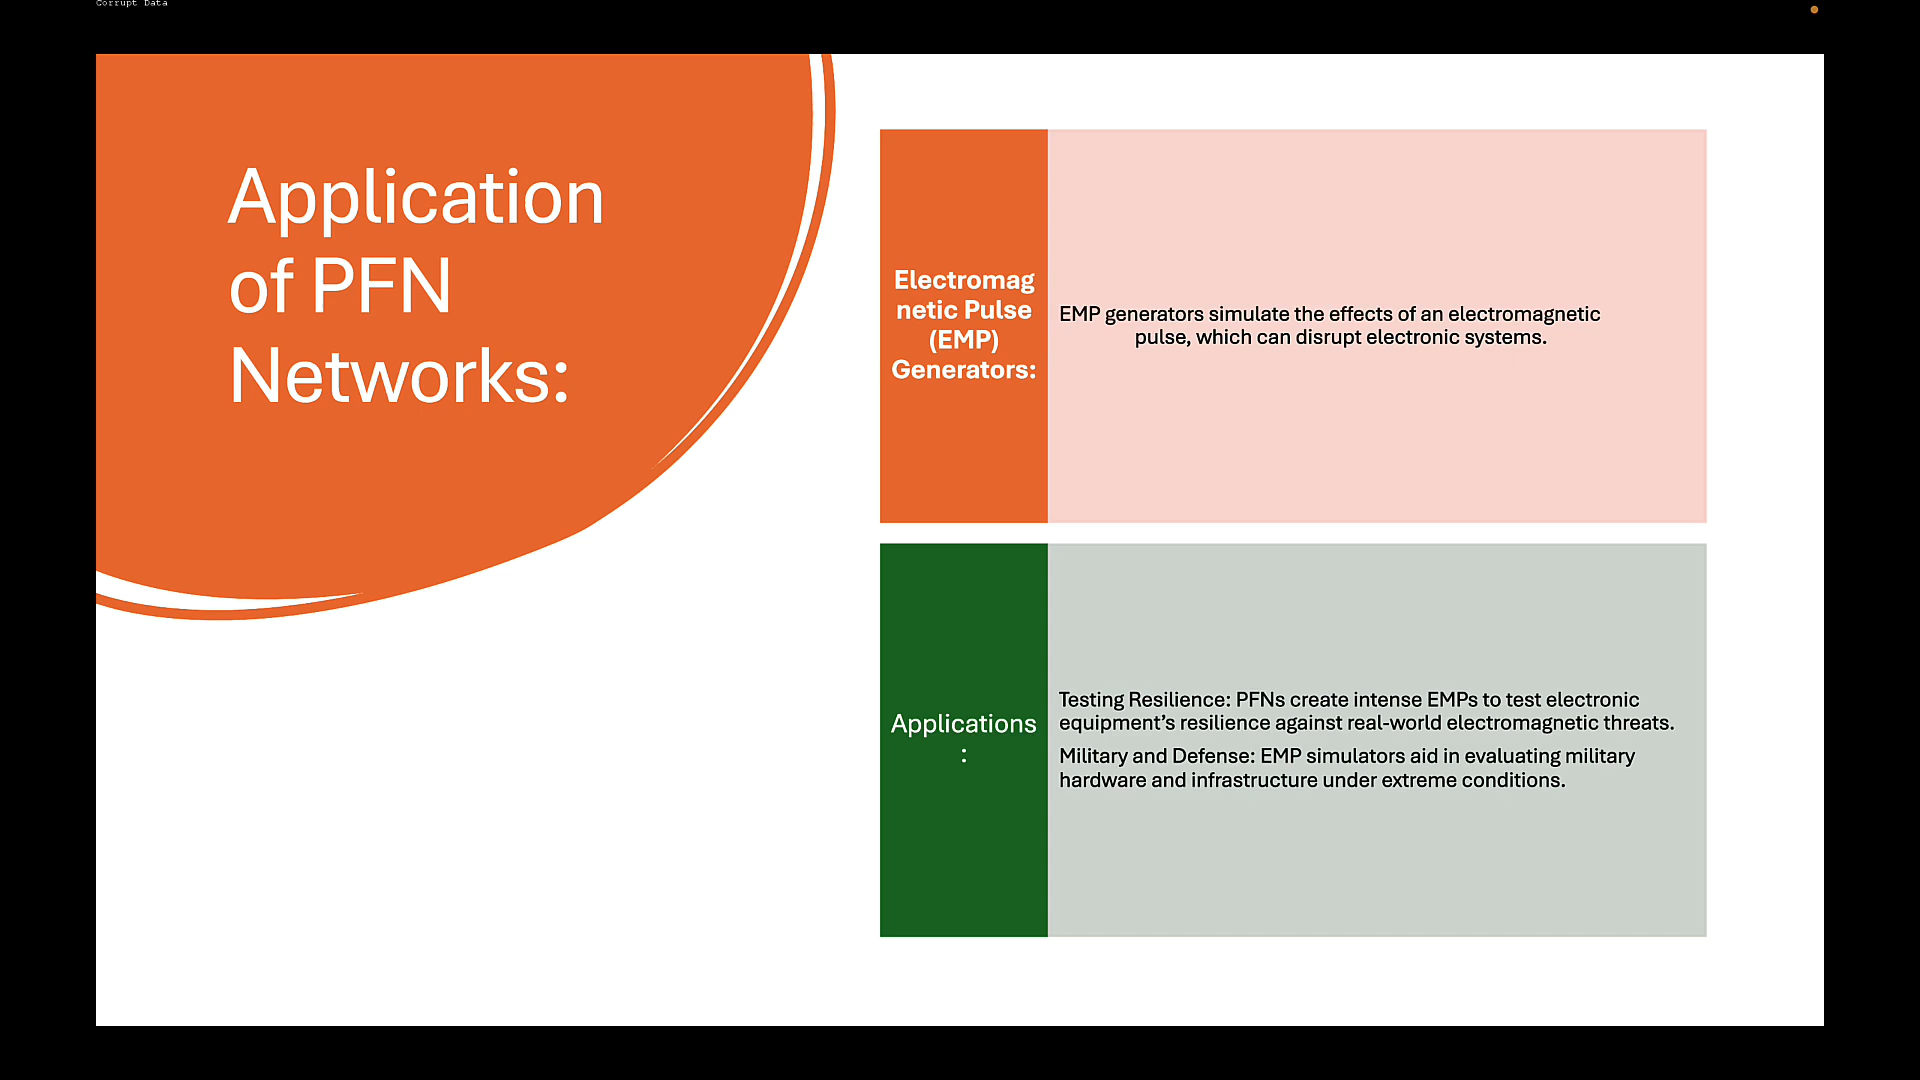 Corrupt Data
Application
of PFN
Networks:
Electromag
netic Pulse
(EMP)
Generators:
EMP generators simulate the effects of an electromagnetic
pulse, which can disrupt electronic systems.
Applications
:
Testing Resilience: PFNs create intense EMPs to test electronic
equipment’s resilience against real-world electromagnetic threats.
Military and Defense: EMP simulators aid in evaluating military
hardware and infrastructure under extreme conditions.